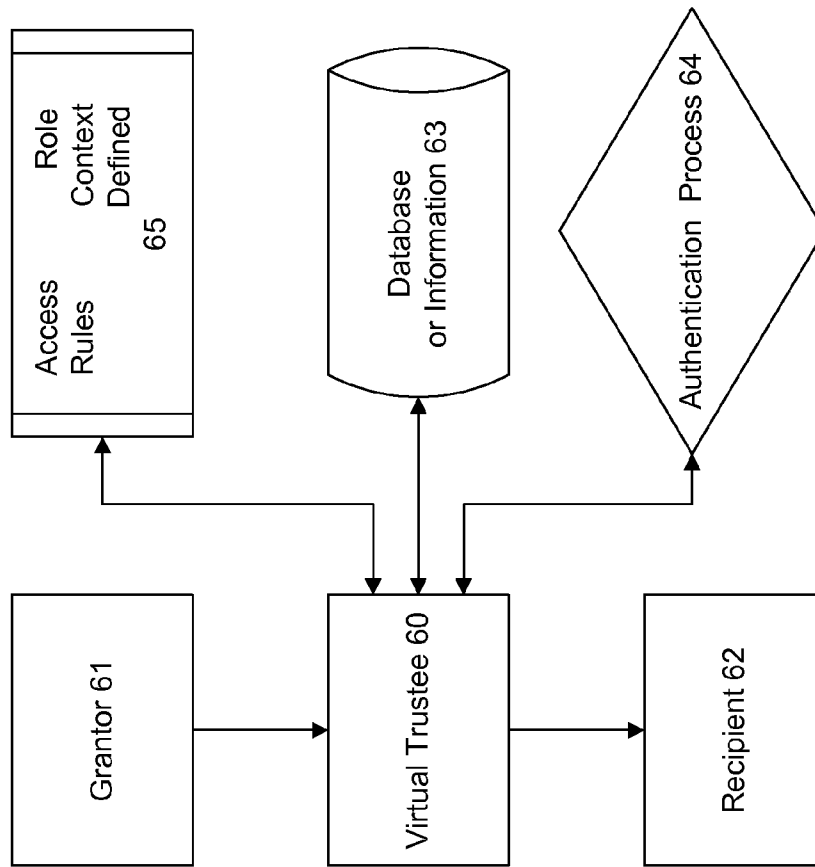 Access Role
Rules Context
Defined
65
Database
or Information 63
Authentication Process 64
Grantor 61
Virtual Trustee 60
Recipient 62